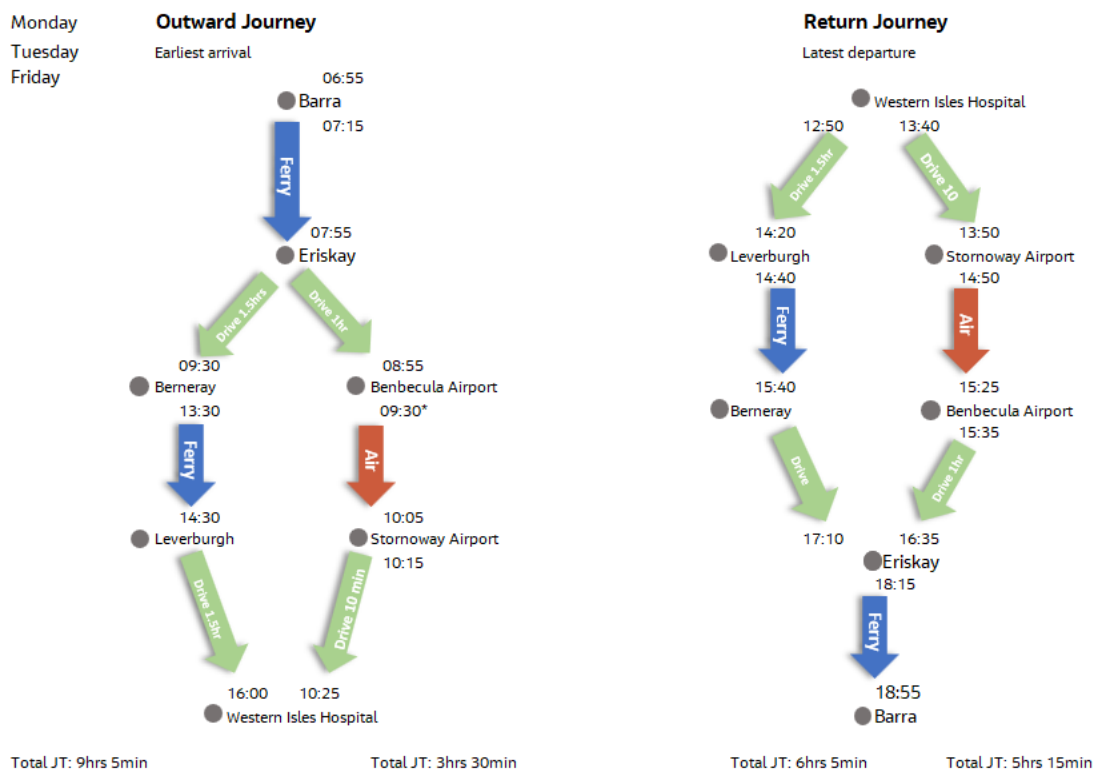 Monday
Tuesday
Friday
Outward Journey
Earliest arrival
06:55
Barra
07:15
Ferry
07:55
Eriskay
Drive 1.5hrs
Drive 1hr
09:30
Berneray
13:30
08:55
Benbecula Airport
09:30*
Ferry
Air
14:30
Leverburgh
10:05
Stornoway Airport
10:15
Drive 1.5hr
Drive 10 min
16:00
10:25
Western Isles Hospital
Total JT: 9hrs 5min
Total JT: 3hrs 30min
Return Journey
Latest departure
Western Isles Hospital
12:50
13:40
Drive 1.5hr
Drive 10
14:20
Leverburgh
14:40
13:50
Stornoway Airport
14:50
Ferry
Air
15:40
Berneray
15:25
Benbecula Airport
15:35
Drive
Drive 1hr
17:10
16:35
Eriskay
18:15
Ferry
18:55
Barra
Total JT: 6hrs 5min
Total JT: 5hrs 15min